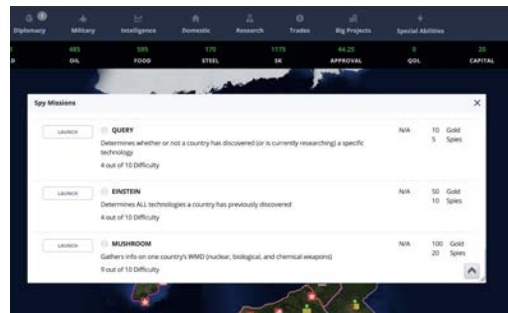 Diplomacy Military Intelligence Domestic Research Trades Big Projects Special Abilities
485 595 170 1175 44.25 0 20
OIL FOOD STEEL SK APPROVAL QOL CAPITAL
Spy Missions
LAUNCH QUERY N/A 10 Gold
Determines whether or not a country has discovered (or is currently researching) a specific 5 Spies
technology
4 out of 10 Difficulty
LAUNCH EINSTEIN N/A 50 Gold
Determines ALL technologies a country has previously discovered 10 Spies
4 out of 10 Difficulty
LAUNCH MUSHROOM N/A 100 Gold
Gathers info on one country's WMD (nuclear, biological, and chemical weapons) 20 Spies
9 out of 10 Difficulty